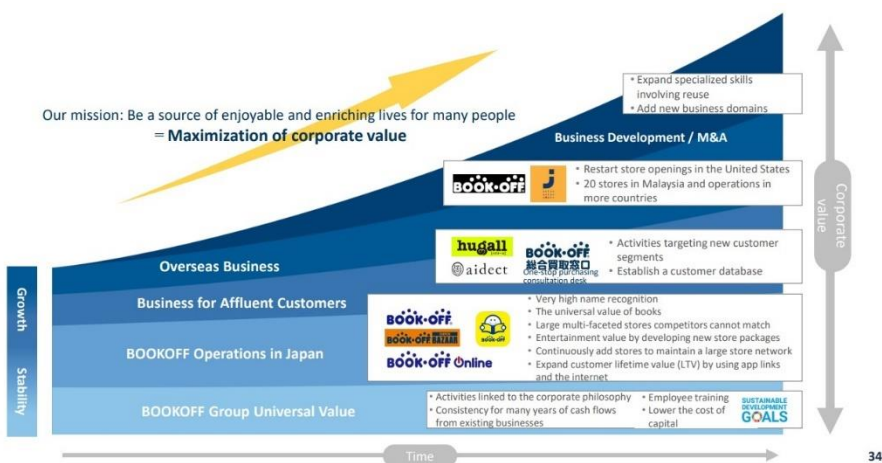 Our mission: Be a source of enjoyable and enriching lives for many people
= Maximization of corporate value
• Expand specialized skills
involving reuse
• Add new business domains
Business Development / M&A
BOOK·OFF
J
• Restart store openings in the United States
• 20 stores in Malaysia and operations in
more countries
Overseas Business
hugall
aidect
BOOK·OFF
総合買取窓口
One-stop purchasing
consultation desk
• Activities targeting new customer
segments
• Establish a customer database
Business for Affluent Customers
BOOK·OFF
BOOK·OFF BAZAAR
BOOK·OFF Online
BOOK·OFF
• Very high name recognition
• The universal value of books
• Large multi-faceted stores competitors cannot match
• Entertainment value by developing new store packages
• Continuously add stores to maintain a large store network
• Expand customer lifetime value (LTV) by using app links
and the internet
BOOKOFF Operations in Japan
BOOKOFF Group Universal Value
• Activities linked to the corporate philosophy
• Consistency for many years of cash flows
from existing businesses
• Employee training
• Lower the cost of
capital
SUSTAINABLE
DEVELOPMENT
GOALS
Growth
Stability
Corporate
value
Time
34